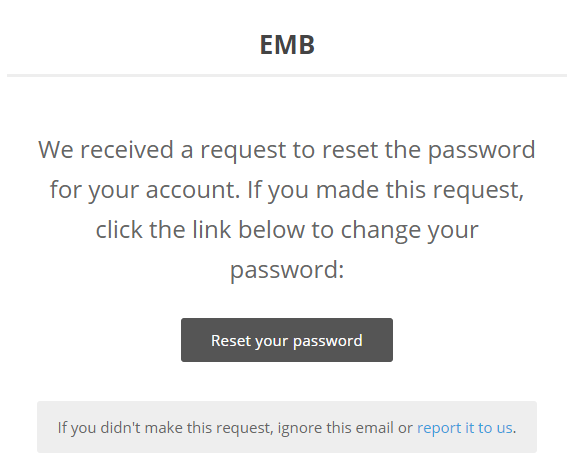 EMB
We received a request to reset the password
for your account. If you made this request,
click the link below to change your
password:
Reset your password
If you didn't make this request, ignore this email or report it to us.